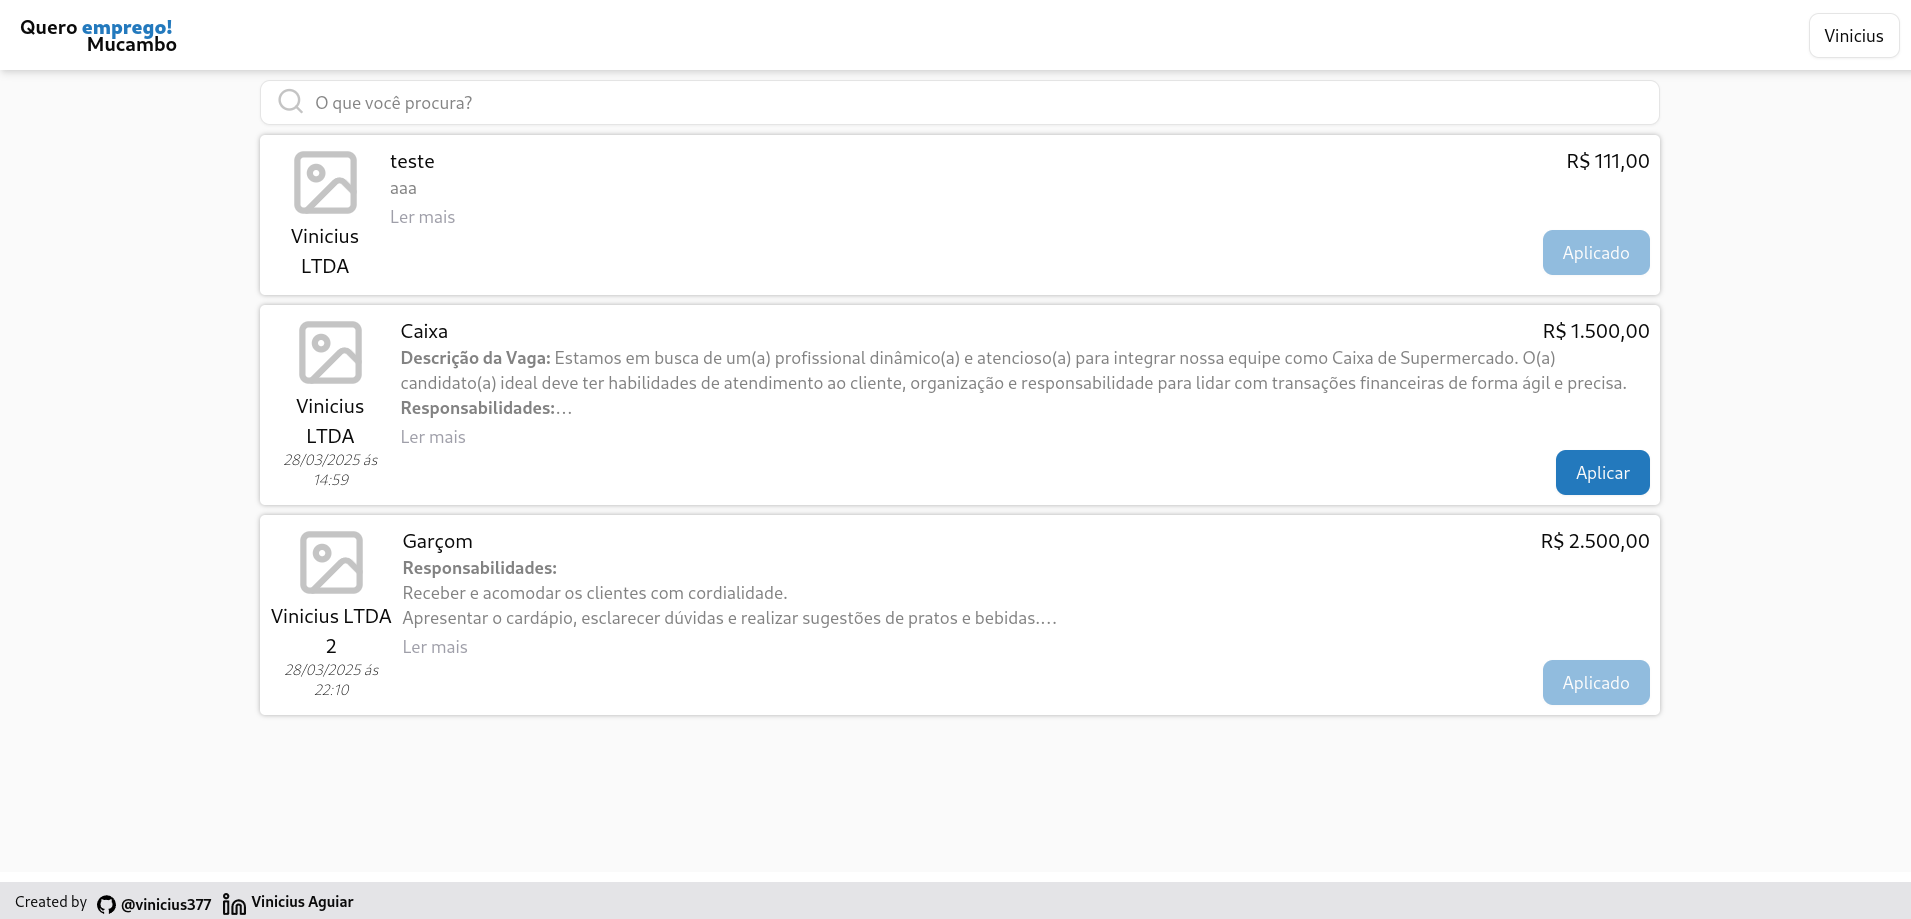 Quero emprego!
Mucambo
Vinicius
O que você procura?
teste
R$ 111,00
aaa
Ler mais
Vinicius
LTDA
Aplicado
Caixa
R$ 1.500,00
Descrição da Vaga: Estamos em busca de um(a) profissional dinâmico(a) e atencioso(a) para integrar nossa equipe como Caixa de Supermercado. O(a)
candidato(a) ideal deve ter habilidades de atendimento ao cliente, organização e responsabilidade para lidar com transações financeiras de forma ágil e precisa.
Responsabilidades:...
Ler mais
Vinicius
LTDA
28/03/2025 ás
14:59
Aplicar
Garçom
R$ 2.500,00
Responsabilidades:
Receber e acomodar os clientes com cordialidade.
Apresentar o cardápio, esclarecer dúvidas e realizar sugestões de pratos e bebidas....
Ler mais
Vinicius LTDA
2
28/03/2025 ás
22:10
Aplicado
Created by @vinicius377 Vinicius Aguiar